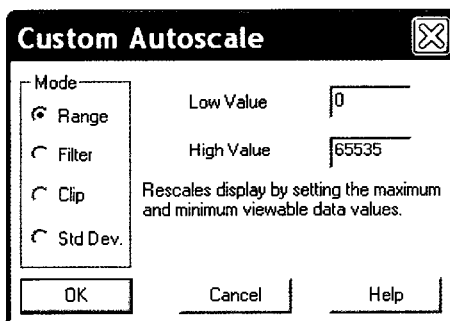 Custom Autoscale
Mode
Range
Filter
Clip
Std Dev.
Low Value 0
High Value 65535
Rescales display by setting the maximum
and minimum viewable data values.
OK Cancel Help